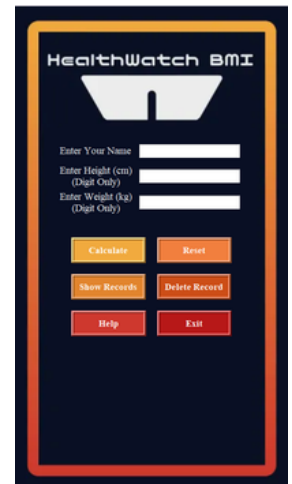 HealthWatch BMI
Enter Your Name
Enter Height (cm)
(Digit Only)
Enter Weight (kg)
(Digit Only)
Calculate
Reset
Show Records
Delete Record
Help
Exit